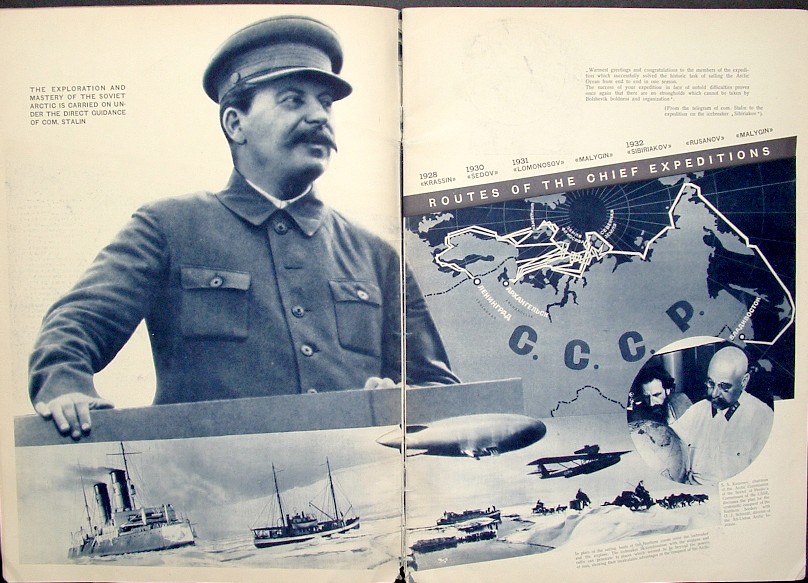 THE EXPLORATION AND
MASTERY OF THE SOVIET
ARCTIC IS CARRIED ON UN-
DER THE DIRECT GUIDANCE
OF COM. STALIN
„Warmest greetings and congratulations to the members of the expedi-
tion which successfully solved the historic task of sailing the Arctic
Ocean from end to end in one season.
The success of your expedition in face of untold difficulties proves
once again that there are no strongholds which cannot be taken by
Bolshevik boldness and organization".
(From the telegram of com. Stalin to the
expedition on the icebreaker „Sibiriakov").
1928 1930 1931 1932
«KRASSIN» «SEDOV» «LOMONOSOV» «MALYGIN» «SIBIRIAKOV» «RUSANOV» «MALYGIN»
ROUTES OF THE CHIEF EXPEDITIONS
ЛЕНИНГРАД
АРХАНГЕЛЬСК
ВЛАДИВОСТОК
С. С. С. Р.